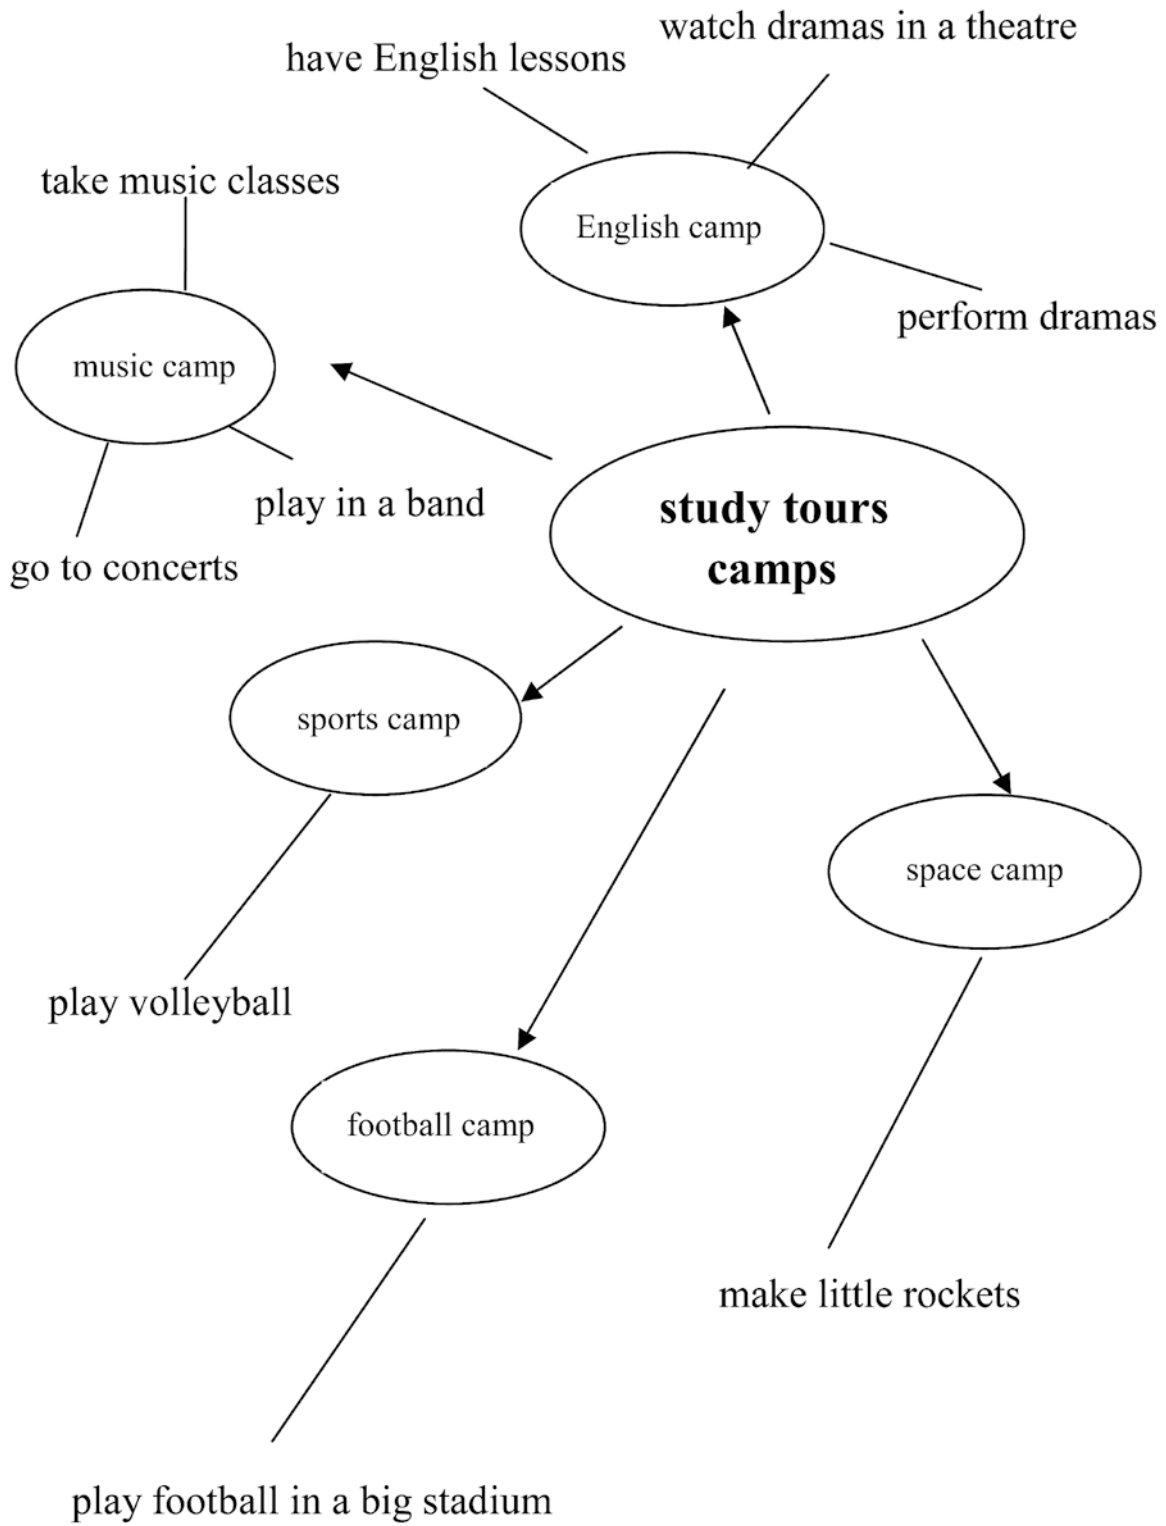 watch dramas in a theatre
have English lessons
take music classes
English camp
perform dramas
music camp
play in a band
study tours
camps
go to concerts
sports camp
space camp
play volleyball
football camp
make little rockets
play football in a big stadium